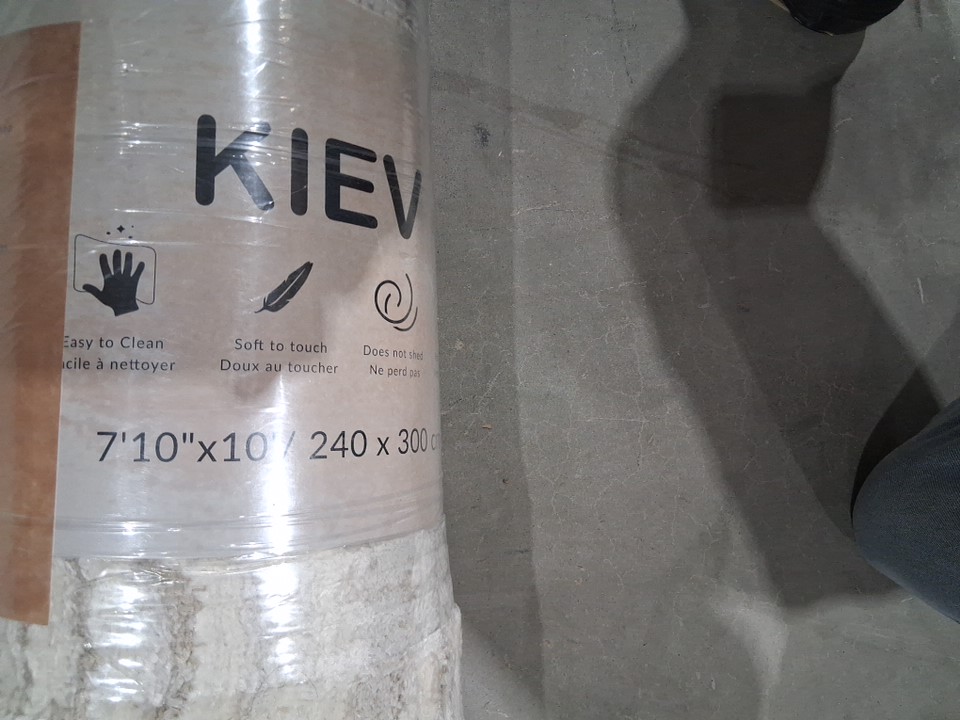 KIEV
Easy to Clean
acile à nettoyer
Soft to touch
Doux au toucher
Does not shed
Ne perd pas
7'10"x10'/ 240 x 300 c